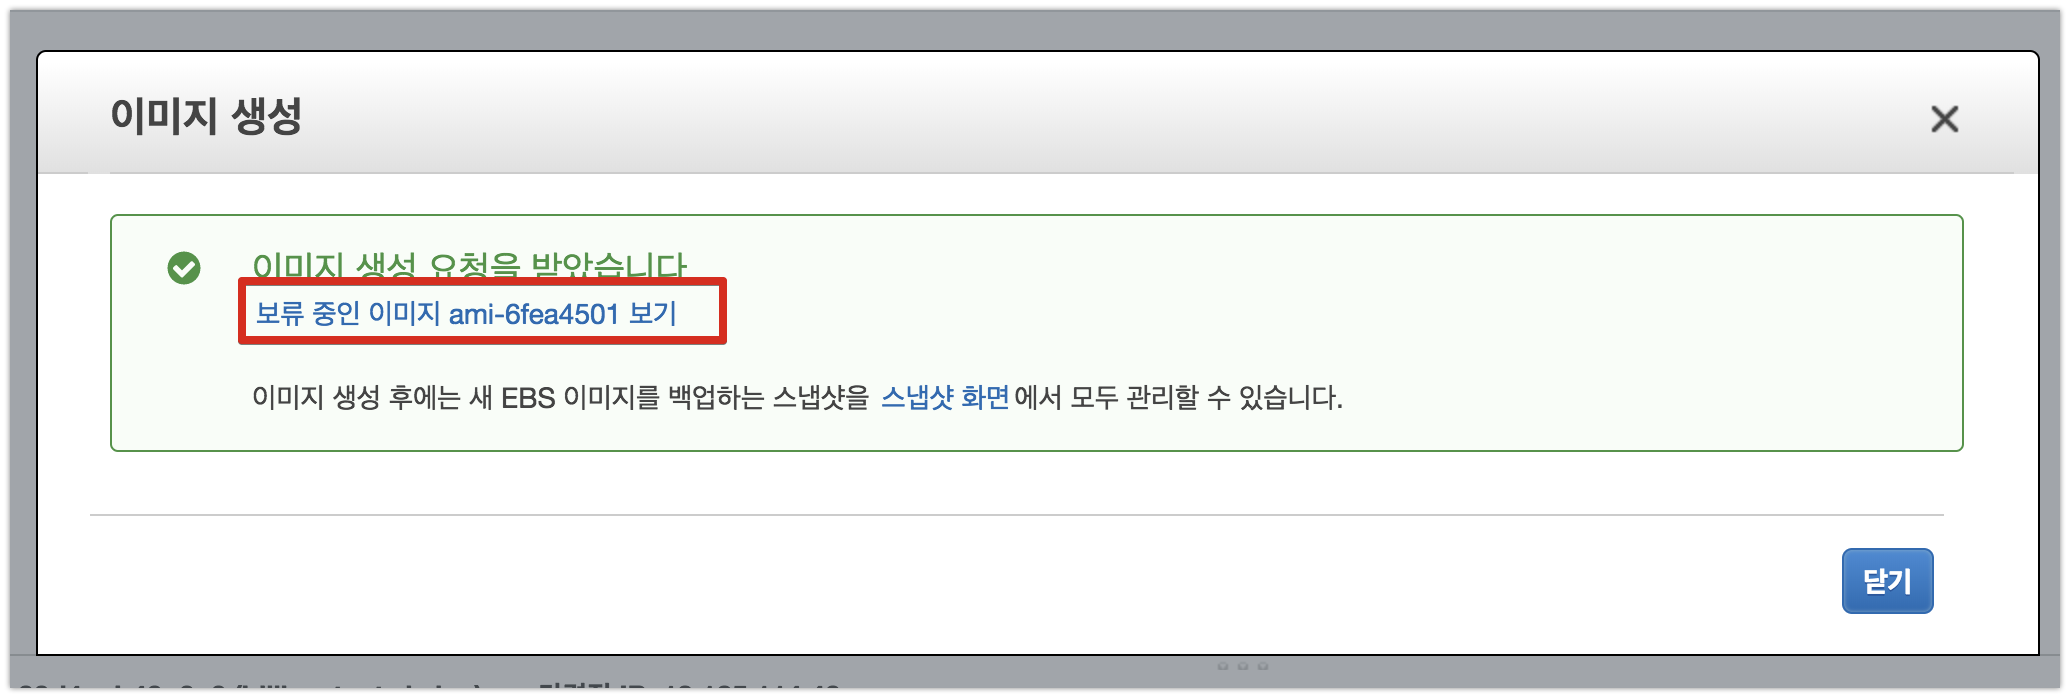 이미지 생성
이미지 생성 요청을 받았습니다
보류 중인 이미지 ami-6fea4501 보기
이미지 생성 후에는 새 EBS 이미지를 백업하는 스냅샷을 스냅샷 화면에서 모두 관리할 수 있습니다.
닫기